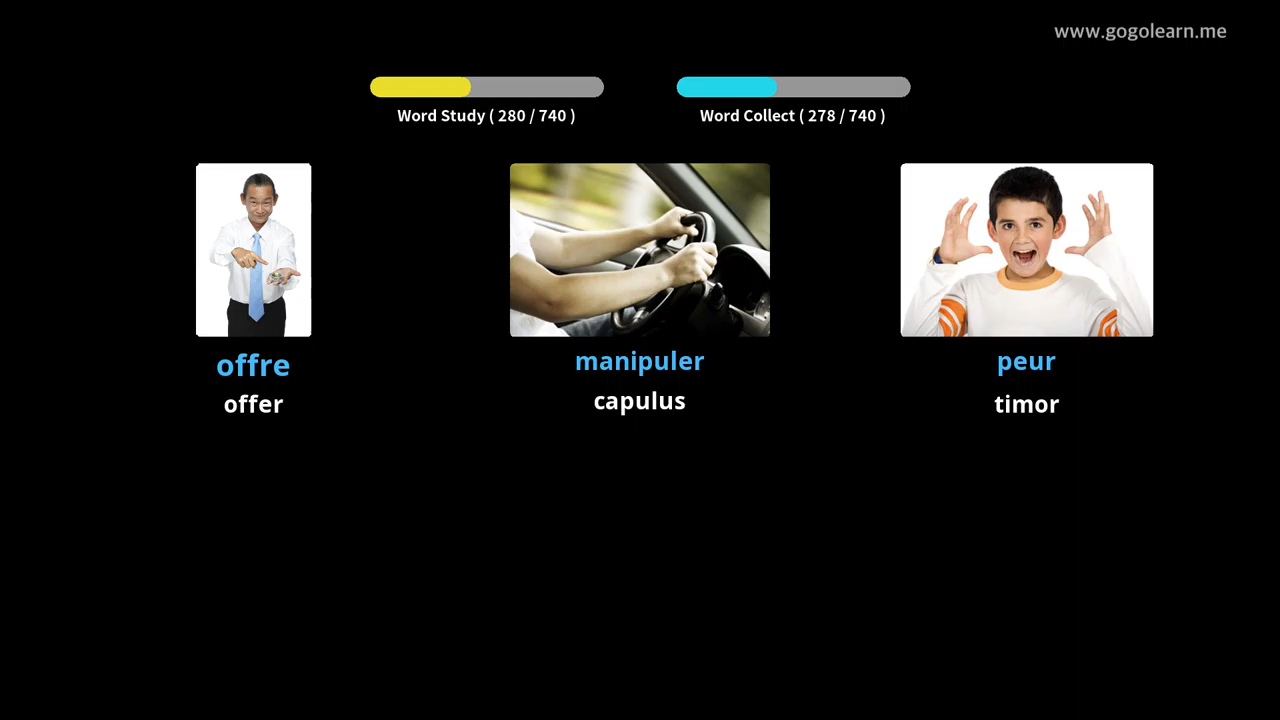 www.gogolearn.me
Word Study ( 280 / 740 )
Word Collect ( 278 / 740 )
offre
offer
manipuler
capulus
peur
timor